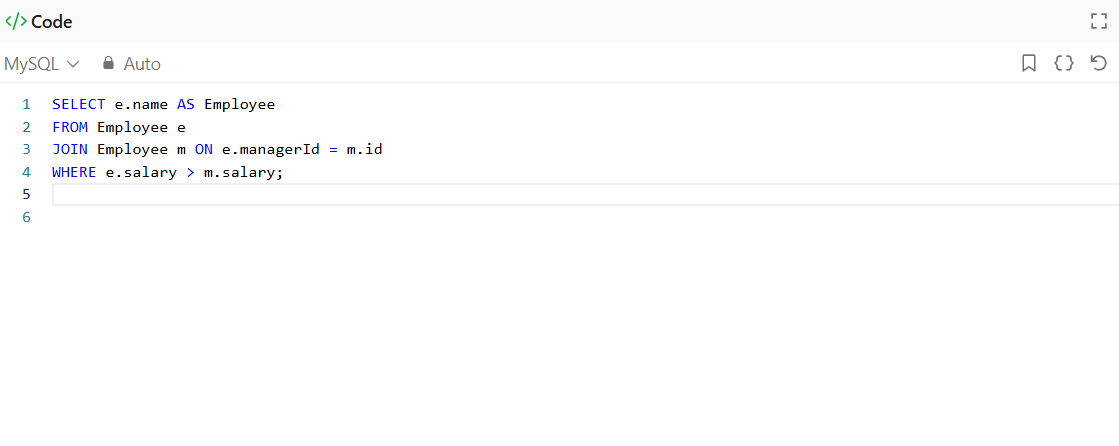 </> Code
MySQL Auto
1 SELECT e.name AS Employee
2 FROM Employee e
3 JOIN Employee m ON e.managerId = m.id
4 WHERE e.salary > m.salary;
5
6